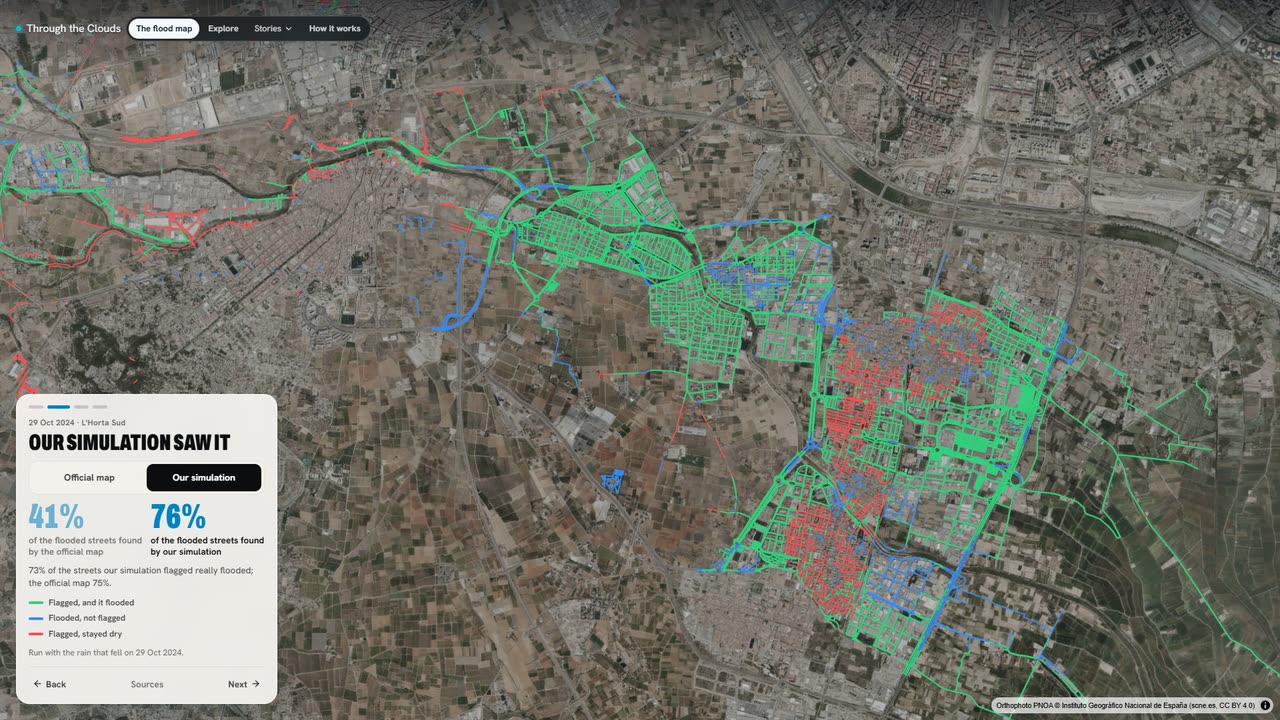 Through the Clouds
The flood map
Explore
Stories
How it works
29 Oct 2024 · L'Horta Sud
OUR SIMULATION SAW IT
Official map
Our simulation
41%
of the flooded streets found
by the official map
76%
of the flooded streets found
by our simulation
73% of the streets our simulation flagged really flooded;
the official map 75%.
Flagged, and it flooded
Flooded, not flagged
Flagged, stayed dry
Run with the rain that fell on 29 Oct 2024.
← Back
Sources
Next →
Orthophoto PNOA © Instituto Geográfico Nacional de España (scne.es, CC BY 4.0)